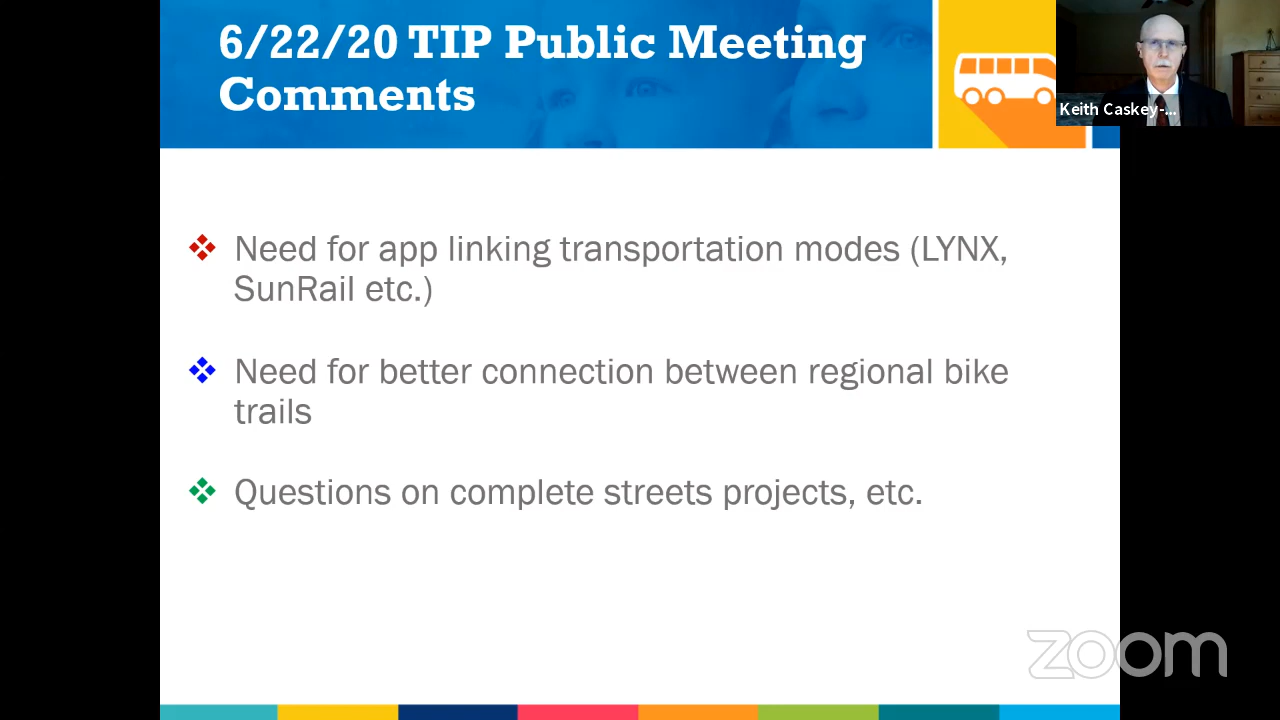 6/22/20 TIP Public Meeting
Comments
Keith Caskey-...
Need for app linking transportation modes (LYNX,
SunRail etc.)
Need for better connection between regional bike
trails
Questions on complete streets projects, etc.
zoom